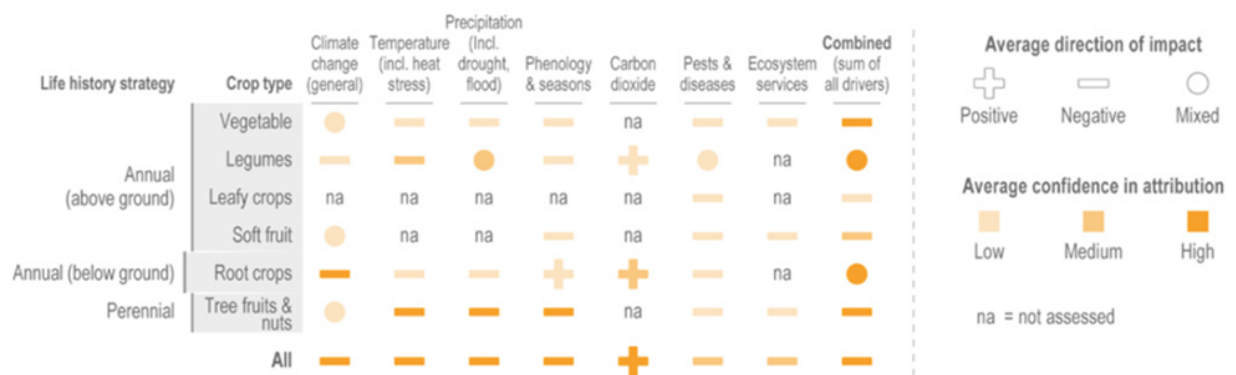 Life history strategy
Crop type
Climate
change
(general)
Temperature
(incl. heat
stress)
Precipitation
(Incl.
drought,
flood)
Phenology
& seasons
Carbon
dioxide
Pests &
diseases
Ecosystem
services
Combined
(sum of
all drivers)
Annual
(above ground)
Vegetable
na
Legumes
na
Leafy crops
na na na na na na
Soft fruit
na na na
Annual (below ground)
Root crops
na
Perennial
Tree fruits &
nuts
na
All
Average direction of impact
Positive Negative Mixed
Average confidence in attribution
Low Medium High
na = not assessed